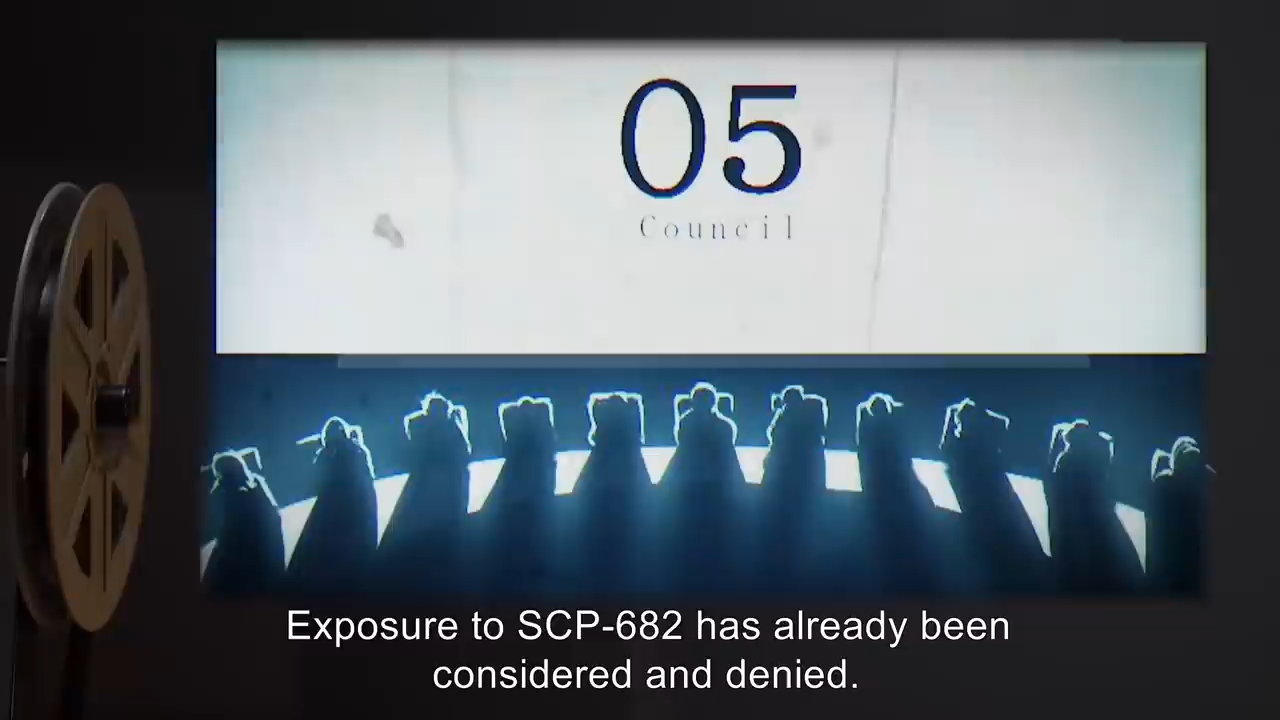 05
Council
Exposure to SCP-682 has already been
considered and denied.